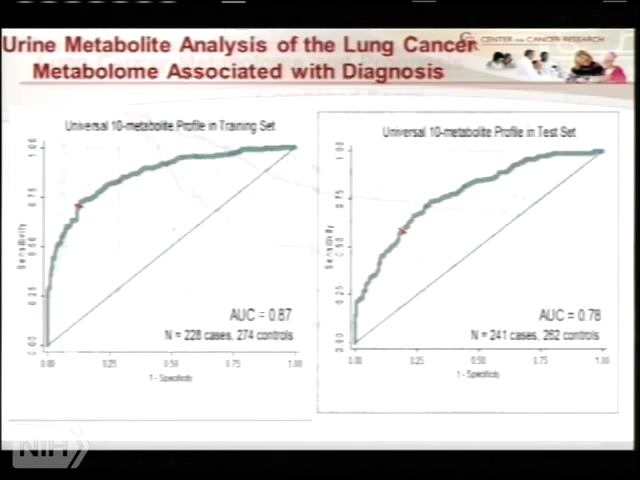 Urine Metabolite Analysis of the Lung Cancer
Metabolome Associated with Diagnosis
CENTER FOR CANCER RESEARCH
Universal 10-metabolite Profile in Training Set
Sensitivity
0.00 0.25 0.50 0.75 1.00
AUC = 0.87
N = 228 cases, 274 controls
0.00 0.25 0.50 0.75 1.00
1 - Specificity
Universal 10-metabolite Profile in Test Set
Sensitivity
0.00 0.25 0.50 0.75 1.00
AUC = 0.78
N = 241 cases, 262 controls
0.00 0.25 0.50 0.75 1.00
1 - Specificity
NIH